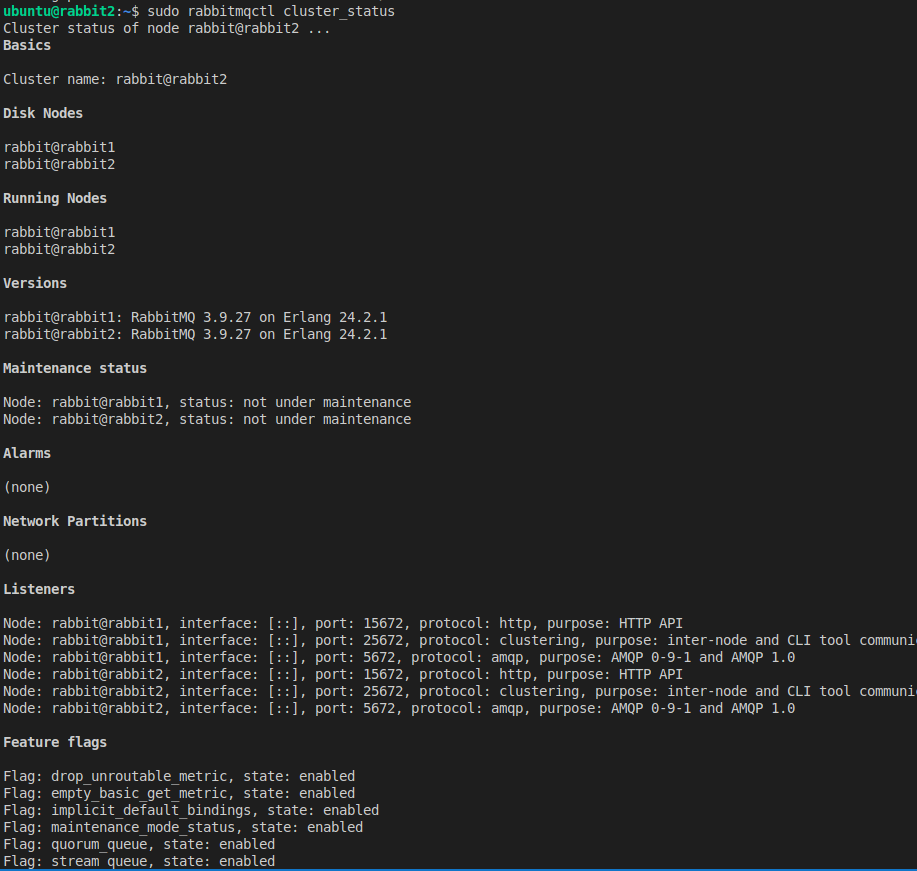 ubuntu@rabbit2:~$ sudo rabbitmqctl cluster_status
Cluster status of node rabbit@rabbit2 ...
Basics
Cluster name: rabbit@rabbit2
Disk Nodes
rabbit@rabbit1
rabbit@rabbit2
Running Nodes
rabbit@rabbit1
rabbit@rabbit2
Versions
rabbit@rabbit1: RabbitMQ 3.9.27 on Erlang 24.2.1
rabbit@rabbit2: RabbitMQ 3.9.27 on Erlang 24.2.1
Maintenance status
Node: rabbit@rabbit1, status: not under maintenance
Node: rabbit@rabbit2, status: not under maintenance
Alarms
(none)
Network Partitions
(none)
Listeners
Node: rabbit@rabbit1, interface: [::], port: 15672, protocol: http, purpose: HTTP API
Node: rabbit@rabbit1, interface: [::], port: 25672, protocol: clustering, purpose: inter-node and CLI tool communi
Node: rabbit@rabbit1, interface: [::], port: 5672, protocol: amqp, purpose: AMQP 0-9-1 and AMQP 1.0
Node: rabbit@rabbit2, interface: [::], port: 15672, protocol: http, purpose: HTTP API
Node: rabbit@rabbit2, interface: [::], port: 25672, protocol: clustering, purpose: inter-node and CLI tool communi
Node: rabbit@rabbit2, interface: [::], port: 5672, protocol: amqp, purpose: AMQP 0-9-1 and AMQP 1.0
Feature flags
Flag: drop_unroutable_metric, state: enabled
Flag: empty_basic_get_metric, state: enabled
Flag: implicit_default_bindings, state: enabled
Flag: maintenance_mode_status, state: enabled
Flag: quorum_queue, state: enabled
Flag: stream_queue, state: enabled